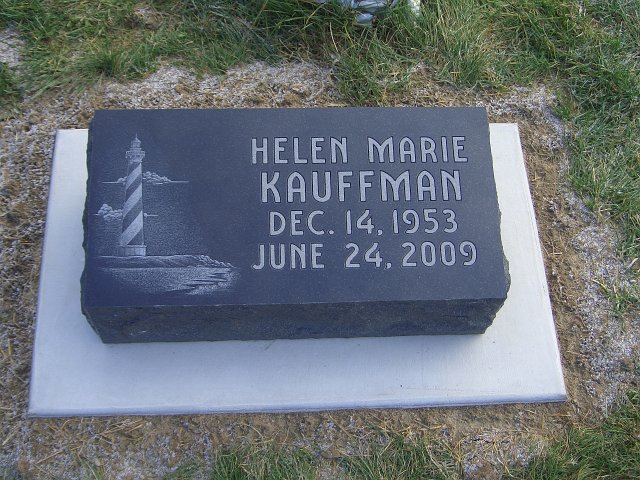 HELEN MARIE
KAUFFMAN
DEC. 14, 1953
JUNE 24, 2009